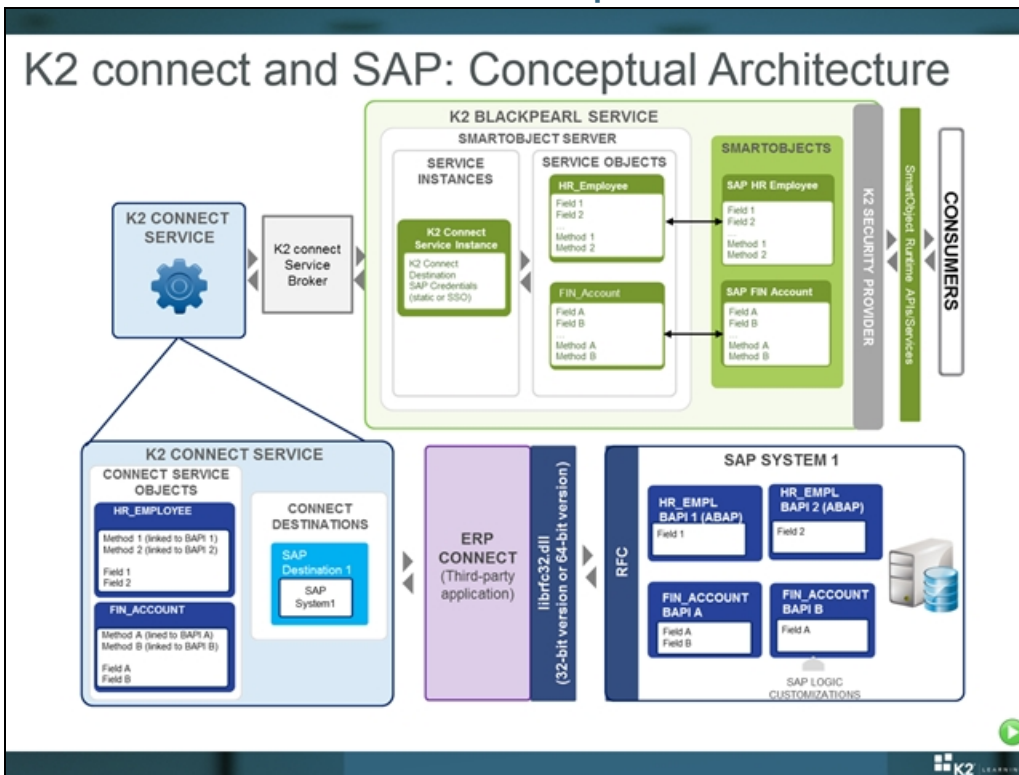 K2 connect and SAP: Conceptual Architecture
K2 BLACKPEARL SERVICE
SMARTOBJECT SERVER
SERVICE
INSTANCES
SERVICE OBJECTS
SMARTOBJECTS
K2 CONNECT
SERVICE
K2 connect
Service
Broker
K2 Connect
Service Instance
K2 Connect
Destination
SAP Credentials
(static or SSO)
HR_Employee
Field 1
Field 2
...
Method 1
Method 2
FIN_Account
Field A
Field B
...
Method A
Method B
SAP HR Employee
Field 1
Field 2
...
Method 1
Method 2
SAP FIN Account
Field A
Field B
...
Method A
Method B
K2 SECURITY PROVIDER
SmartObject Runtime APIs/Services
CONSUMERS
K2 CONNECT SERVICE
CONNECT SERVICE
OBJECTS
HR_EMPLOYEE
Method 1 (linked to BAPI 1)
Method 2 (linked to BAPI 2)
Field 1
Field 2
FIN_ACCOUNT
Method A (lined to BAPI A)
Method B (linked to BAPI B)
Field A
Field B
CONNECT
DESTINATIONS
SAP
Destination 1
SAP
System1
ERP
CONNECT
(Third-party
application)
librfc32.dll
(32-bit version or 64-bit version)
RFC
SAP SYSTEM 1
HR_EMPL
BAPI 1 (ABAP)
Field 1
HR_EMPL
BAPI 2 (ABAP)
Field 2
FIN_ACCOUNT
BAPI A
Field A
Field B
FIN_ACCOUNT
BAPI B
Field A
SAP LOGIC
CUSTOMIZATIONS
K2 LEARNING